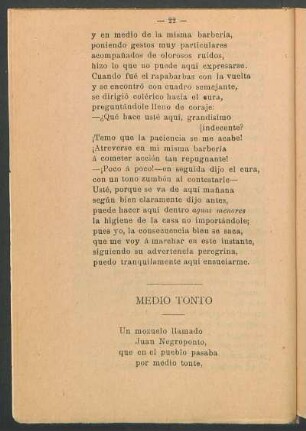 — 22 —
y en medio de la misma barbería,
poniendo gestos muy particulares
acompañados de olorosos ruidos,
hizo lo que no puede aquí expresarse.
Cuando fué el rapabarbas con la vuelta
y se encontró con cuadro semejante,
se dirigió colérico hasta el cura,
preguntándole lleno de coraje:
—¿Qué hace usté aquí, grandísimo
[indecente?
¡Temo que la paciencia se me acabe!
¡Atreverse en mi misma barbería
á cometer acción tan repugnante!
—¡Poco á poco!—en seguida dijo el cura,
con un tono zumbón al contestarle—
Usté, porque se va de aquí mañana
según bien claramente dijo antes,
puede hacer aquí dentro aguas menores
la higiene de la casa no importándole;
pues yo, la consecuencia bien se saca,
que me voy á marchar en este instante,
siguiendo su advertencia peregrina,
puedo tranquilamente aquí ensuciarme.
MEDIO TONTO
Un mozuelo llamado
Juan Negroponto,
que en el pueblo pasaba
por medio tonto,